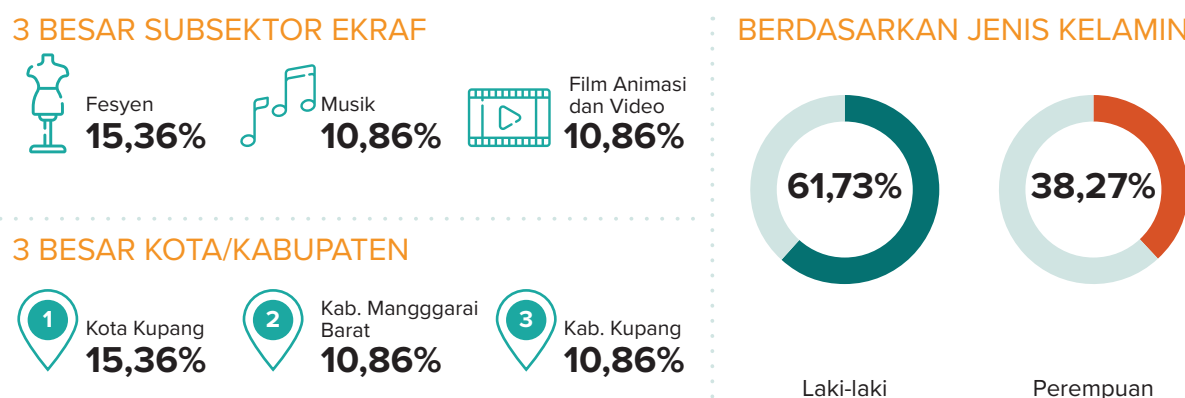 3 BESAR SUBSEKTOR EKRAF
Fesyen
15,36%
Musik
10,86%
Film Animasi
dan Video
10,86%
3 BESAR KOTA/KABUPATEN
1
Kota Kupang
15,36%
2
Kab. Mangggarai
Barat
10,86%
3
Kab. Kupang
10,86%
BERDASARKAN JENIS KELAMIN
61,73%
Laki-laki
38,27%
Perempuan